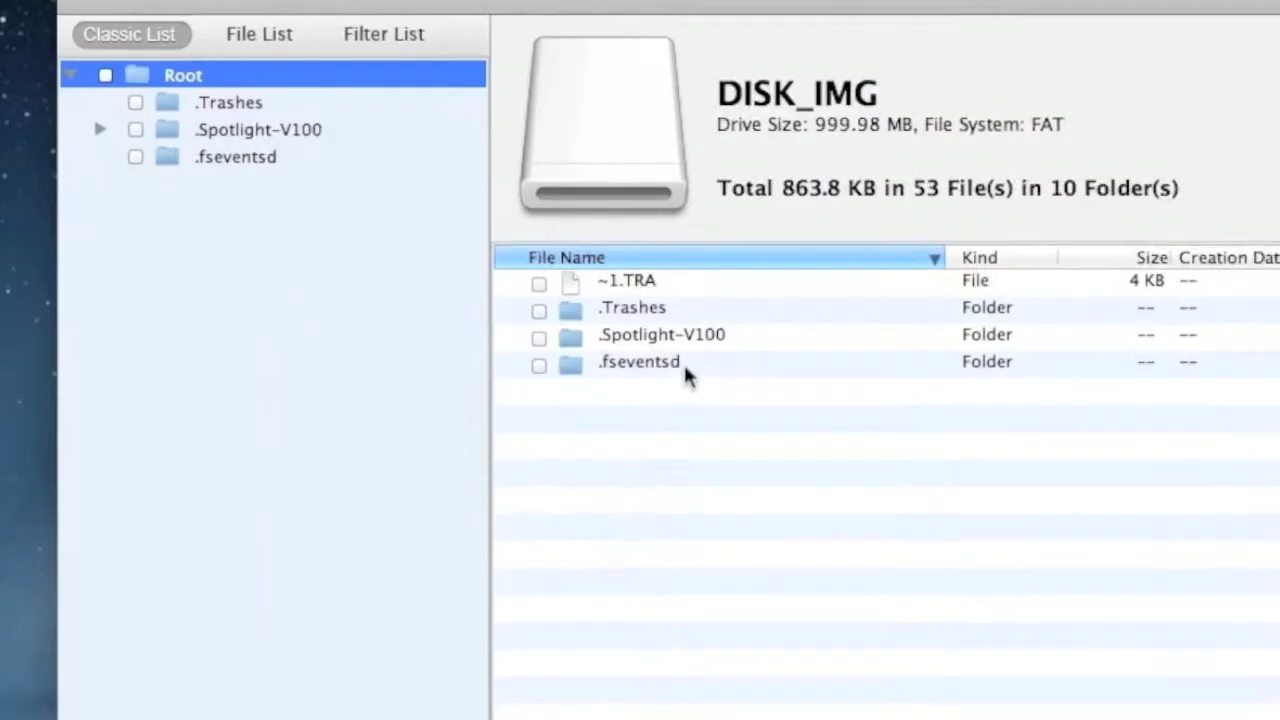 Classic List File List Filter List
Root
.Trashes
.Spotlight-V100
.fseventsd
DISK_IMG
Drive Size: 999.98 MB, File System: FAT
Total 863.8 KB in 53 File(s) in 10 Folder(s)
File Name Kind Size Creation Dat
~1.TRA File 4 KB --
.Trashes Folder -- --
.Spotlight-V100 Folder -- --
.fseventsd Folder -- --